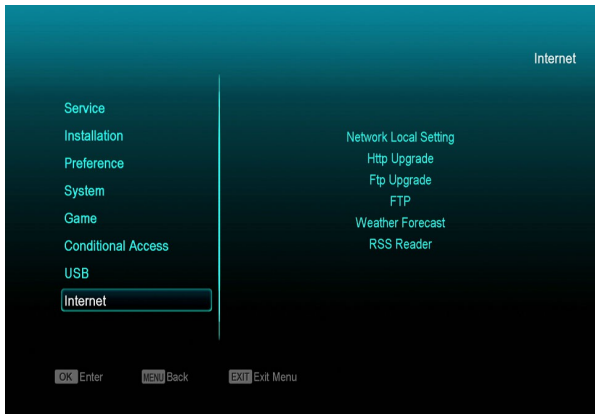 Internet
Service
Installation
Preference
System
Game
Conditional Access
USB
Internet
Network Local Setting
Http Upgrade
Ftp Upgrade
FTP
Weather Forecast
RSS Reader
OK Enter MENU Back EXIT Exit Menu